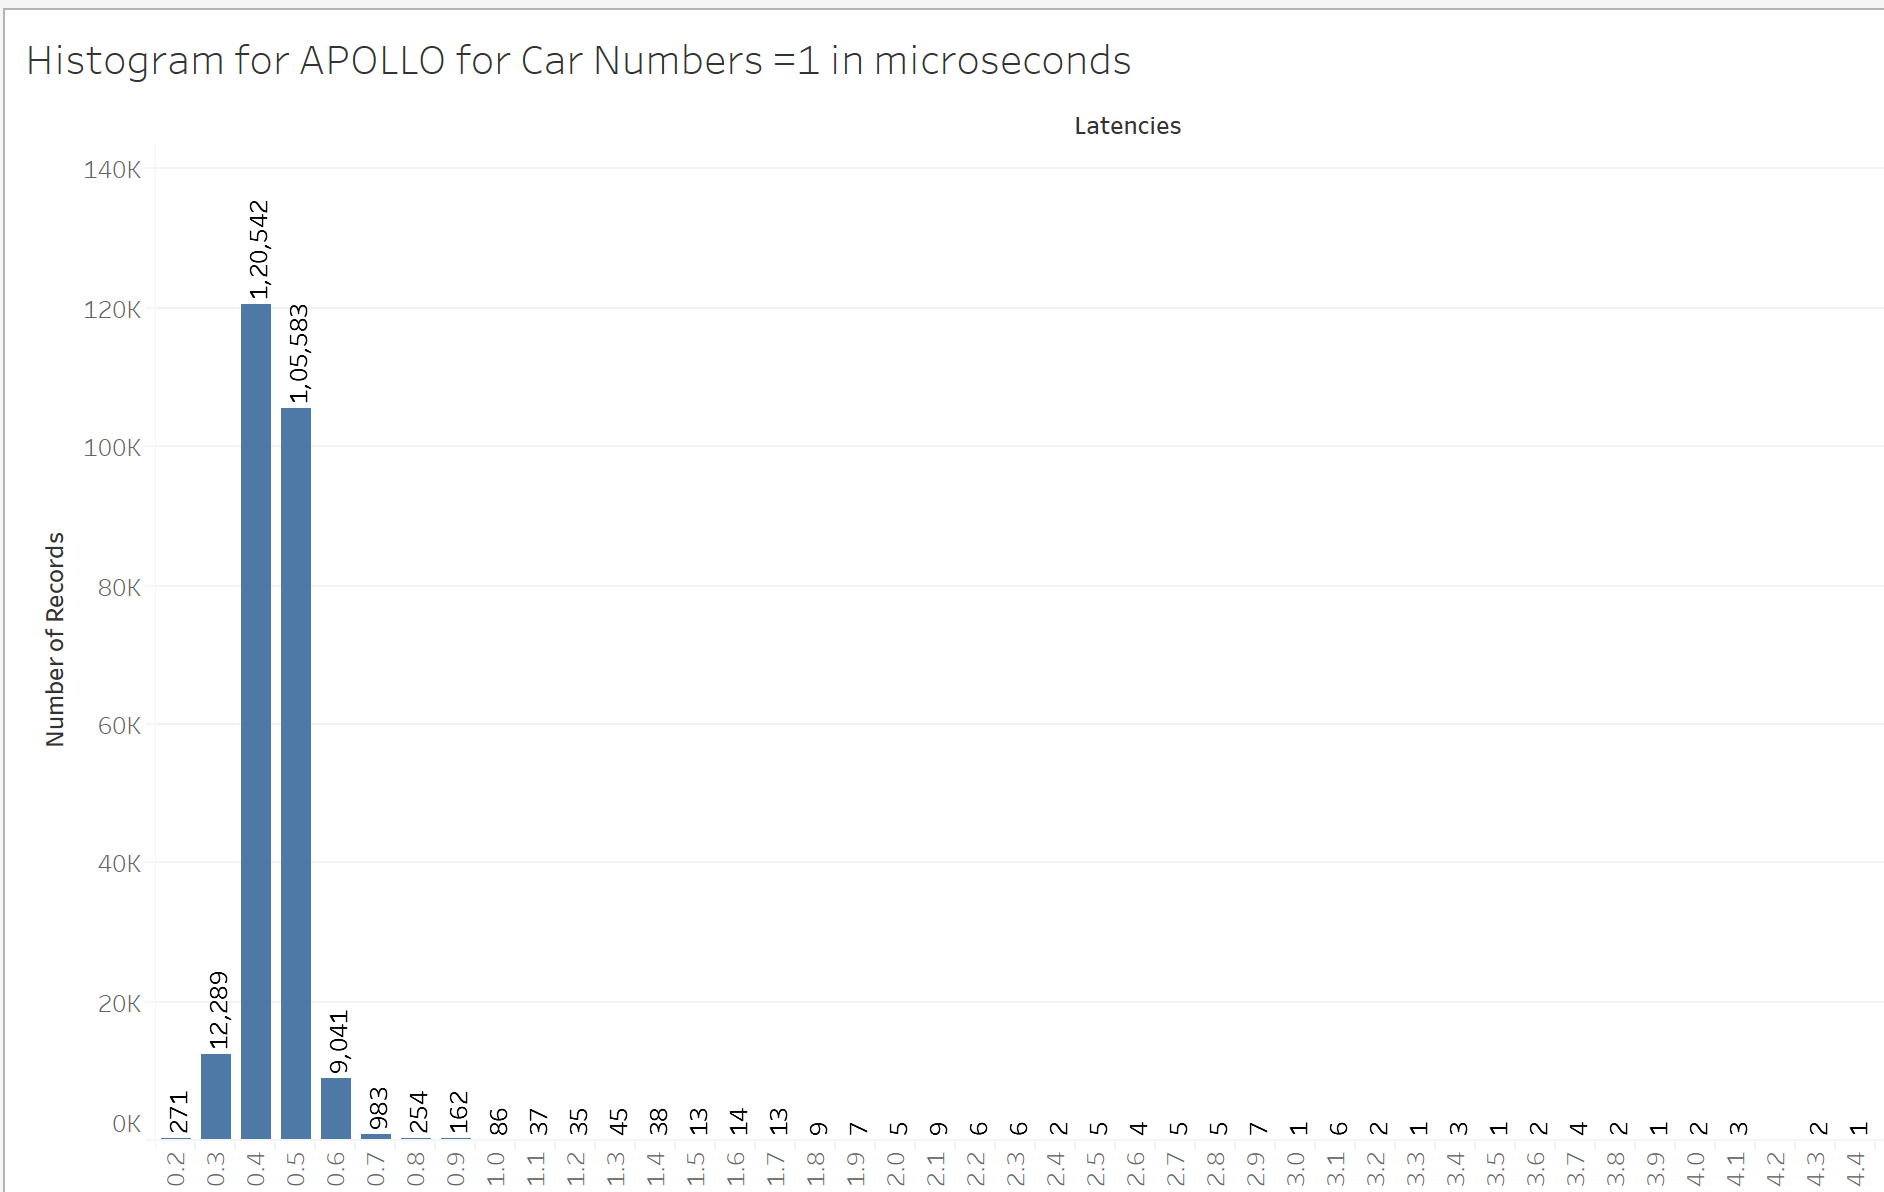 Histogram for APOLLO for Car Numbers =1 in microseconds
Latencies
140K
120K
100K
80K
60K
40K
20K
0K
Number of Records
271 12,289 1,20,542 1,05,583 9,041 983 254 162 86 37 35 45 38 13 14 13 9 7 5 9 6 6 2 5 4 5 5 7 1 6 2 1 3 1 2 4 2 1 2 3 2 1
0.2 0.3 0.4 0.5 0.6 0.7 0.8 0.9 1.0 1.1 1.2 1.3 1.4 1.5 1.6 1.7 1.8 1.9 2.0 2.1 2.2 2.3 2.4 2.5 2.6 2.7 2.8 2.9 3.0 3.1 3.2 3.3 3.4 3.5 3.6 3.7 3.8 3.9 4.0 4.1 4.2 4.3 4.4